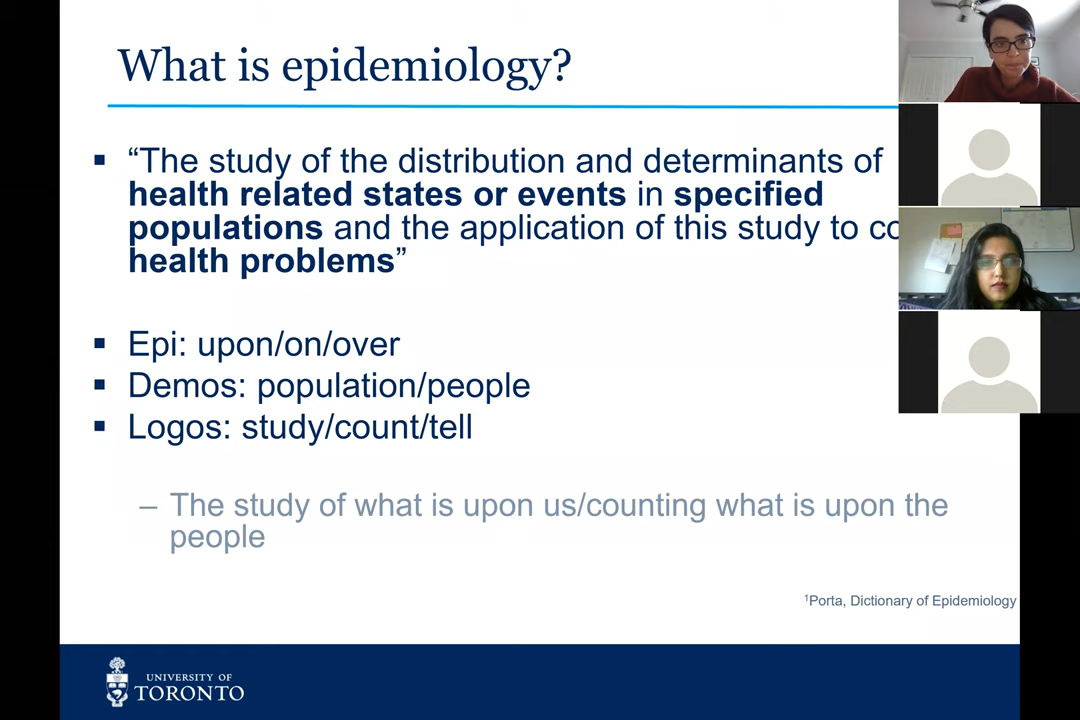 What is epidemiology?
“The study of the distribution and determinants of
health related states or events in specified
populations and the application of this study to
health problems”
Epi: upon/on/over
Demos: population/people
Logos: study/count/tell
– The study of what is upon us/counting what is upon the
people
¹Porta, Dictionary of Epidemiology
UNIVERSITY OF
TORONTO